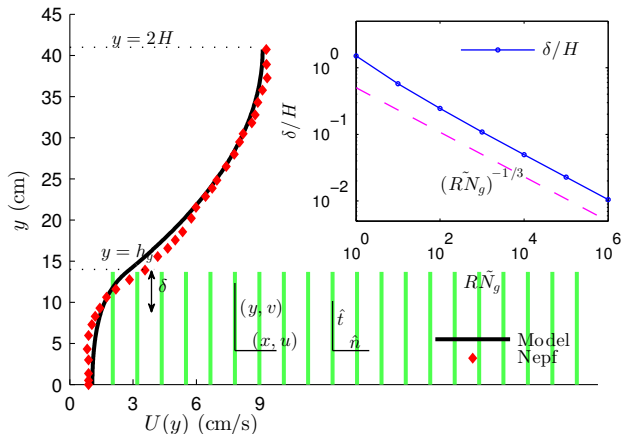 45
40
35
30
25
20
15
10
5
0
y (cm)
0 3 6 9
U(y) (cm/s)
y = 2H
y = h_g
δ
(y, v)
(x, u)
t̂
n̂
Model
Nepf
δ/H
10^0
10^-1
10^-2
δ/H
(RÑ_g)^{-1/3}
10^0 10^2 10^4 10^6
RÑ_g